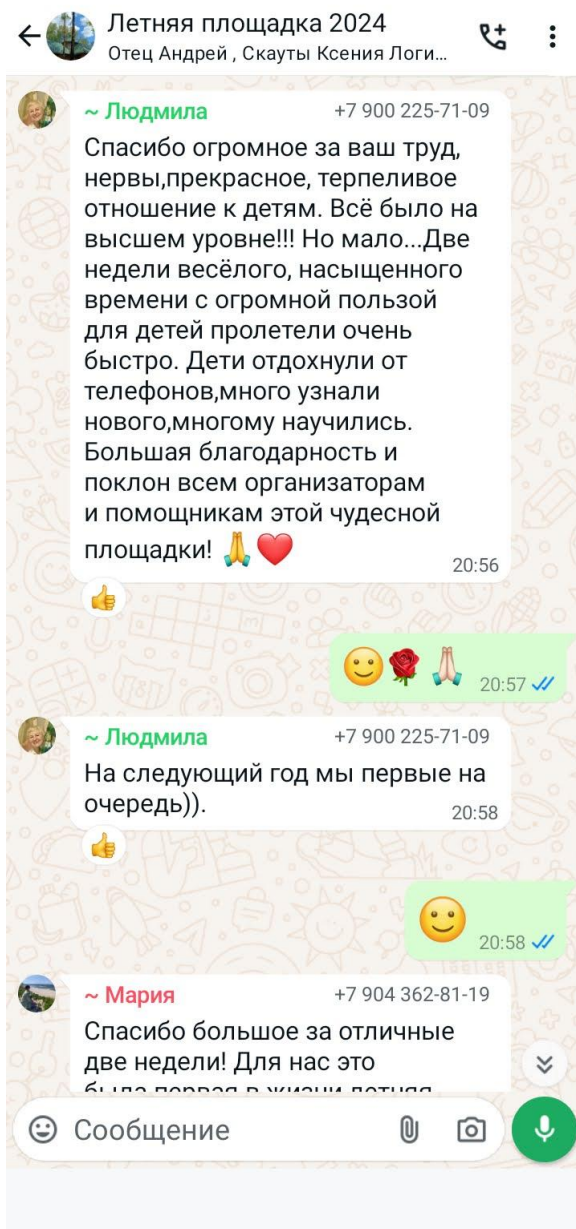 Летняя площадка 2024
Отец Андрей , Скауты Ксения Логи...
~ Людмила +7 900 225-71-09
Спасибо огромное за ваш труд,
нервы,прекрасное, терпеливое
отношение к детям. Всё было на
высшем уровне!!! Но мало...Две
недели весёлого, насыщенного
времени с огромной пользой
для детей пролетели очень
быстро. Дети отдохнули от
телефонов,много узнали
нового,многому научились.
Большая благодарность и
поклон всем организаторам
и помощникам этой чудесной
площадки! 🙏❤️
20:56
👍
🙂🌹🙏🏻 20:57
~ Людмила +7 900 225-71-09
На следующий год мы первые на
очередь)).
20:58
👍
🙂 20:58
~ Мария +7 904 362-81-19
Спасибо большое за отличные
две недели! Для нас это
была первая в жизни летняя
Сообщение